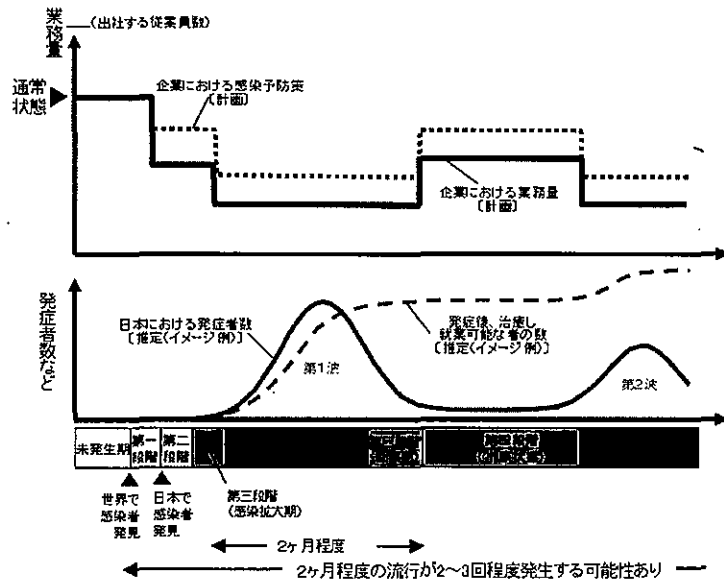 業務量
(出社する従業員数)
通常
状態
企業における感染予防策
〔計画〕
企業における業務量
〔計画〕
発症者数など
日本における発症者数
〔推定(イメージ例)〕
発症後、治癒し
就業可能な者の数
〔推定(イメージ例)〕
第1波
第2波
未発生期
第一
段階
第二
段階
第三段階
(感染拡大期)
世界で
感染者
発見
日本で
感染者
発見
2ヶ月程度
2ヶ月程度の流行が2〜3回程度発生する可能性あり